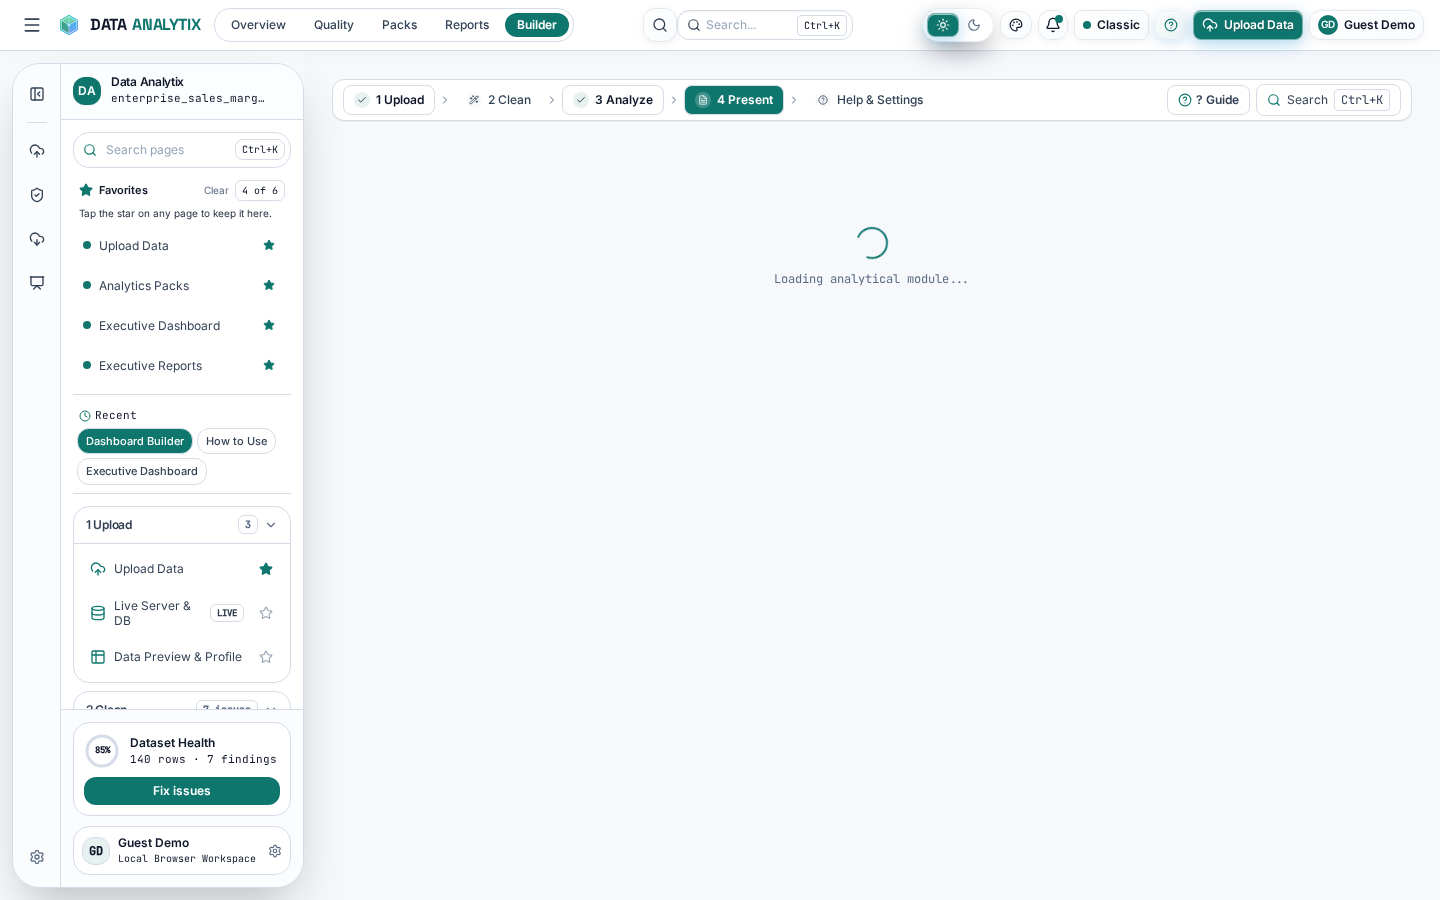 DATA ANALYTIX
Overview
Quality
Packs
Reports
Builder
Search...
Ctrl+K
Classic
Upload Data
GD
Guest Demo
DA
Data Analytix
enterprise_sales_marg…
Search pages
Ctrl+K
Favorites
Clear
4 of 6
Tap the star on any page to keep it here.
Upload Data
Analytics Packs
Executive Dashboard
Executive Reports
Recent
Dashboard Builder
How to Use
Executive Dashboard
1 Upload
3
Upload Data
Live Server &
DB
LIVE
Data Preview & Profile
2 Clean
7 issues
85%
Dataset Health
140 rows · 7 findings
Fix issues
GD
Guest Demo
Local Browser Workspace
1 Upload
2 Clean
3 Analyze
4 Present
Help & Settings
? Guide
Search
Ctrl+K
Loading analytical module...